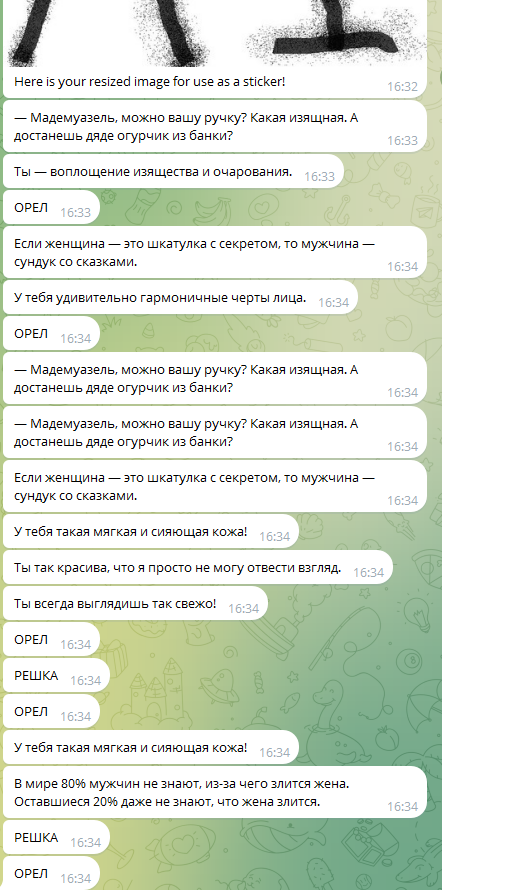 Here is your resized image for use as a sticker!
16:32
— Мадемуазель, можно вашу ручку? Какая изящная. А
достанешь дяде огурчик из банки?
16:33
Ты — воплощение изящества и очарования.
16:33
ОРЕЛ
16:33
Если женщина — это шкатулка с секретом, то мужчина —
сундук со сказками.
16:34
У тебя удивительно гармоничные черты лица.
16:34
ОРЕЛ
16:34
— Мадемуазель, можно вашу ручку? Какая изящная. А
достанешь дяде огурчик из банки?
16:34
— Мадемуазель, можно вашу ручку? Какая изящная. А
достанешь дяде огурчик из банки?
16:34
Если женщина — это шкатулка с секретом, то мужчина —
сундук со сказками.
16:34
У тебя такая мягкая и сияющая кожа!
16:34
Ты так красива, что я просто не могу отвести взгляд.
16:34
Ты всегда выглядишь так свежо!
16:34
ОРЕЛ
16:34
РЕШКА
16:34
ОРЕЛ
16:34
У тебя такая мягкая и сияющая кожа!
16:34
В мире 80% мужчин не знают, из-за чего злится жена.
Оставшиеся 20% даже не знают, что жена злится.
16:34
РЕШКА
16:34
ОРЕЛ
16:34